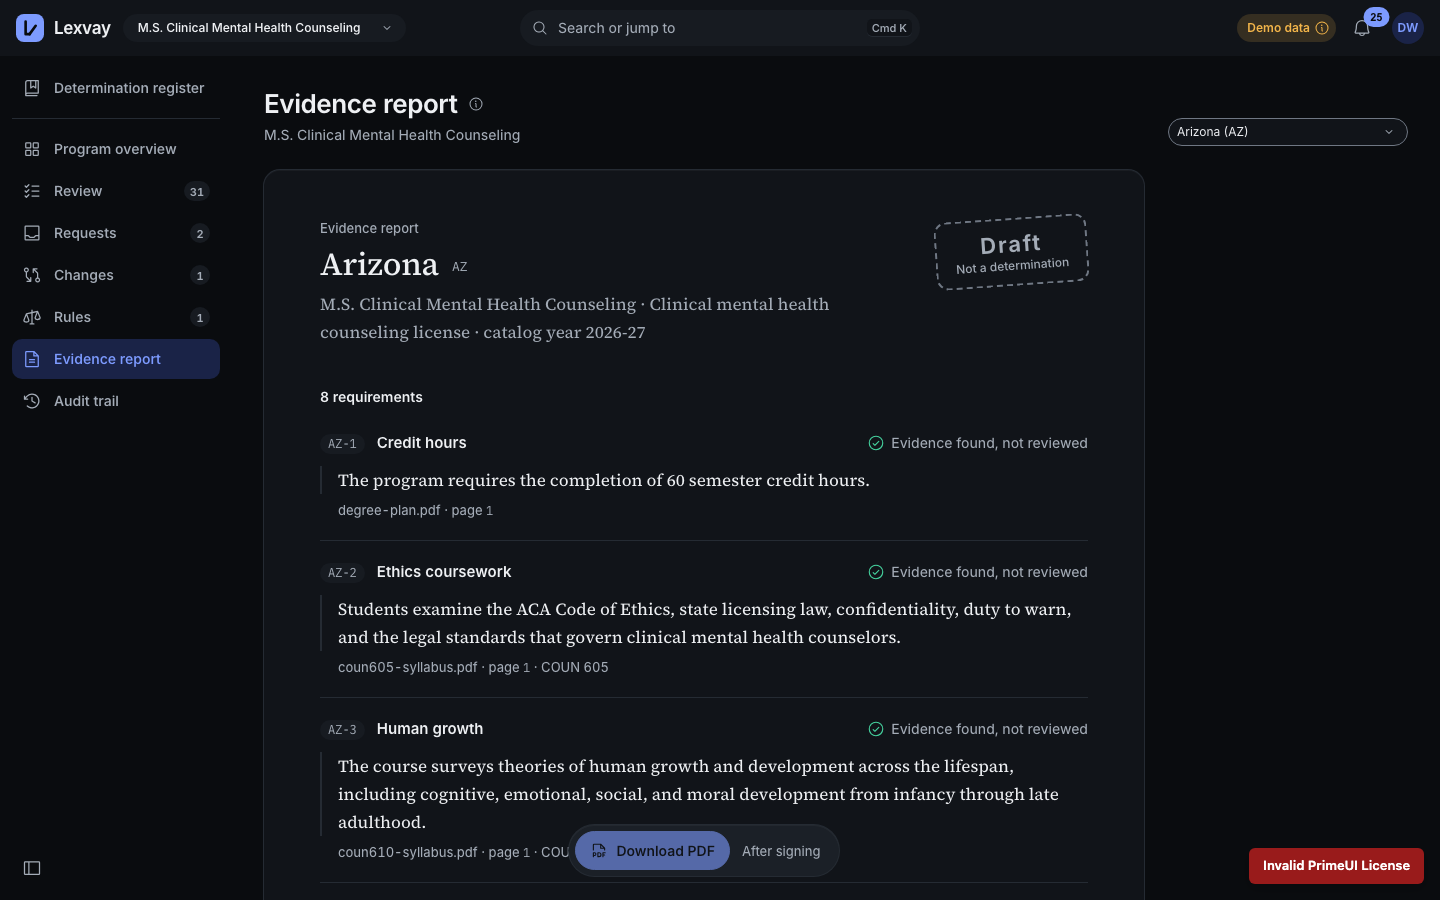 Lexvay
M.S. Clinical Mental Health Counseling
Search or jump to
Cmd K
Demo data
25
DW
Determination register
Program overview
Review
31
Requests
2
Changes
1
Rules
1
Evidence report
Audit trail
Evidence report
M.S. Clinical Mental Health Counseling
Arizona (AZ)
Evidence report
Arizona AZ
M.S. Clinical Mental Health Counseling · Clinical mental health
counseling license · catalog year 2026-27
Draft
Not a determination
8 requirements
AZ-1 Credit hours
Evidence found, not reviewed
The program requires the completion of 60 semester credit hours.
degree-plan.pdf · page 1
AZ-2 Ethics coursework
Evidence found, not reviewed
Students examine the ACA Code of Ethics, state licensing law, confidentiality, duty to warn,
and the legal standards that govern clinical mental health counselors.
coun605-syllabus.pdf · page 1 · COUN 605
AZ-3 Human growth
Evidence found, not reviewed
The course surveys theories of human growth and development across the lifespan,
including cognitive, emotional, social, and moral development from infancy through late
adulthood.
coun610-syllabus.pdf · page 1 ·
PDF
Download PDF
After signing
Invalid PrimeUI License